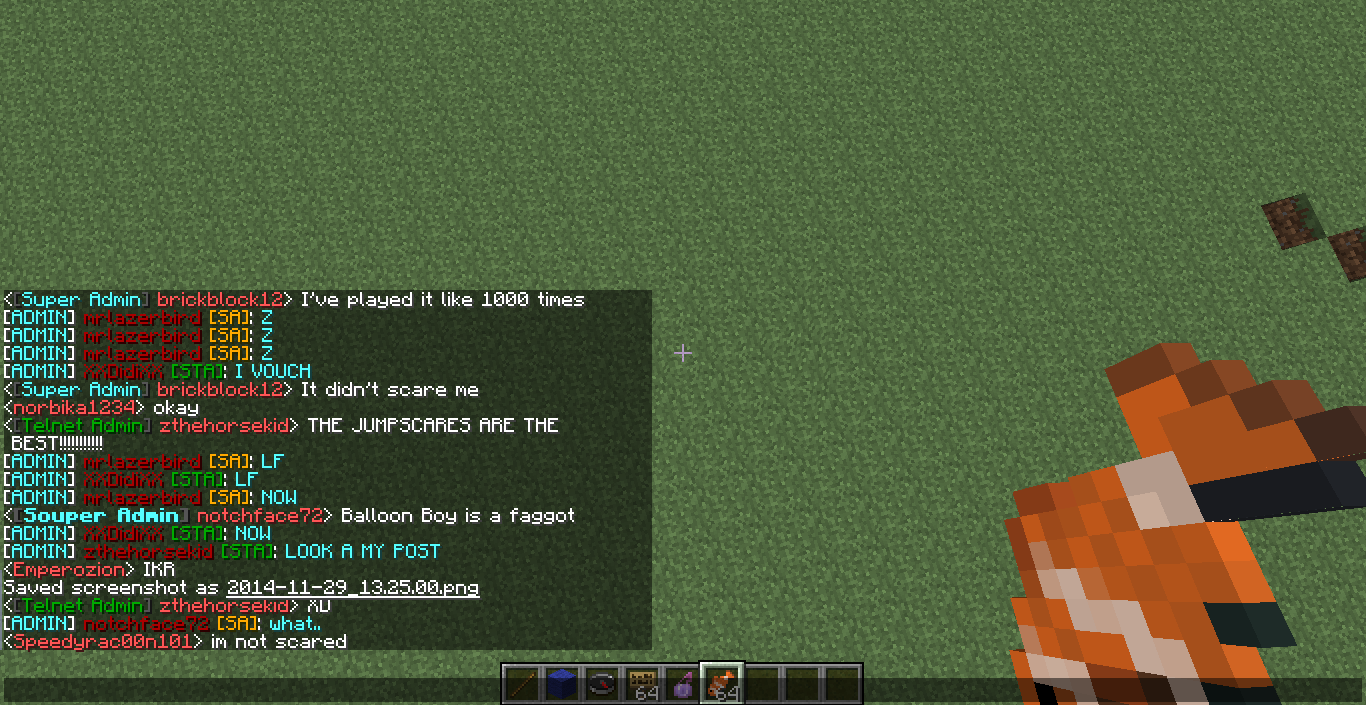 <[Super Admin] brickblock12> I've played it like 1000 times
[ADMIN] mrlazerbird [SA]: Z
[ADMIN] mrlazerbird [SA]: Z
[ADMIN] mrlazerbird [SA]: Z
[ADMIN] XXDidiXX [STA]: I VOUCH
<[Super Admin] brickblock12> It didn't scare me
<norbika1234> okay
<[Telnet Admin] zthehorsekid> THE JUMPSCARES ARE THE
BEST!!!!!!!!!!
[ADMIN] mrlazerbird [SA]: LF
[ADMIN] XXDidiXX [STA]: LF
[ADMIN] mrlazerbird [SA]: NOW
<[Souper Admin] notchface72> Balloon Boy is a faggot
[ADMIN] XXDidiXX [STA]: NOW
[ADMIN] zthehorsekid [STA]: LOOK A MY POST
<Emperozion> IKR
Saved screenshot as 2014-11-29_13.25.00.png
<[Telnet Admin] zthehorsekid> XD
[ADMIN] notchface72 [SA]: what..
<Speedyrac00n101> im not scared
64
64